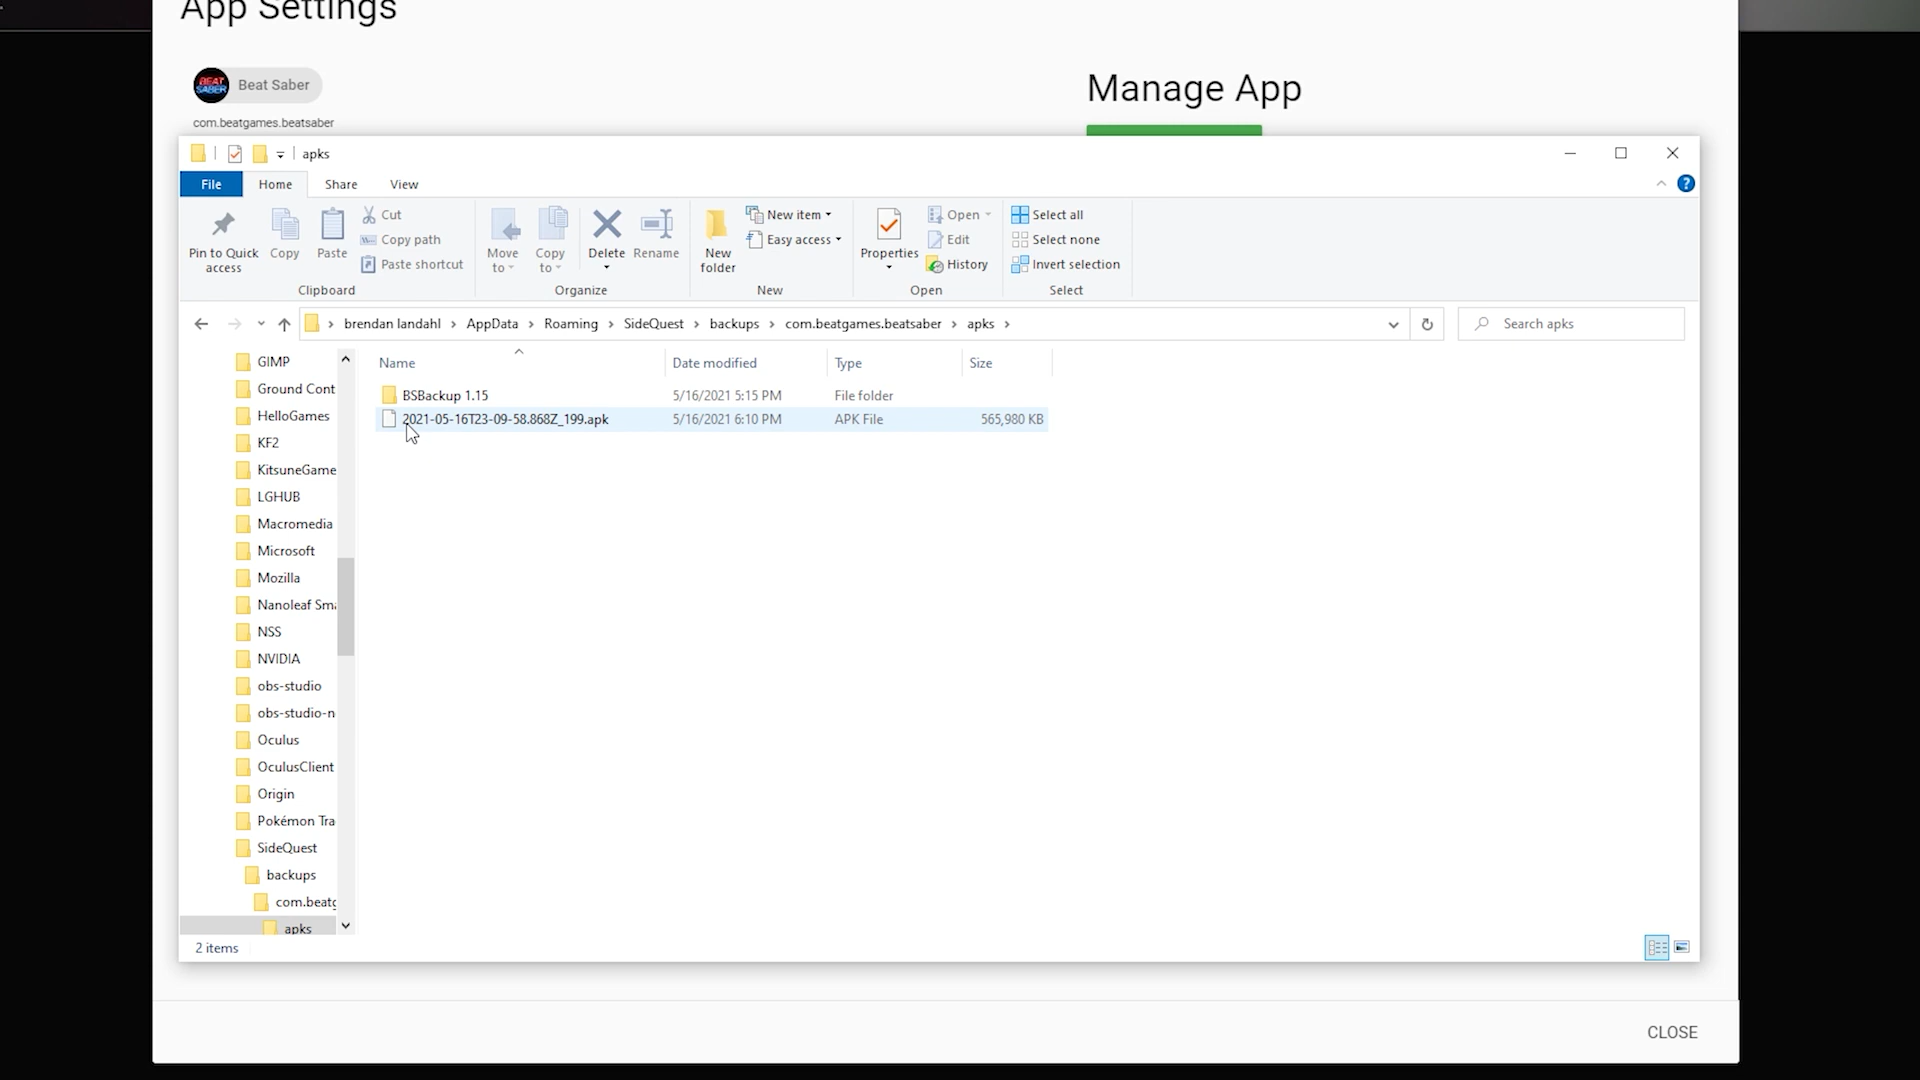 App Settings
BEAT SABER Beat Saber
com.beatgames.beatsaber
Manage App
apks
File Home Share View
Pin to Quick access
Copy
Paste
Cut
Copy path
Paste shortcut
Clipboard
Move to
Copy to
Delete
Rename
Organize
New folder
New item
Easy access
New
Properties
Open
Edit
History
Open
Select all
Select none
Invert selection
Select
brendan landahl > AppData > Roaming > SideQuest > backups > com.beatgames.beatsaber > apks >
Search apks
Name Date modified Type Size
BSBackup 1.15 5/16/2021 5:15 PM File folder
2021-05-16T23-09-58.868Z_199.apk 5/16/2021 6:10 PM APK File 565,980 KB
GIMP
Ground Cont
HelloGames
KF2
KitsuneGame
LGHUB
Macromedia
Microsoft
Mozilla
Nanoleaf Sma
NSS
NVIDIA
obs-studio
obs-studio-n
Oculus
OculusClient
Origin
Pokémon Tra
SideQuest
backups
com.beatg
apks
2 items
CLOSE